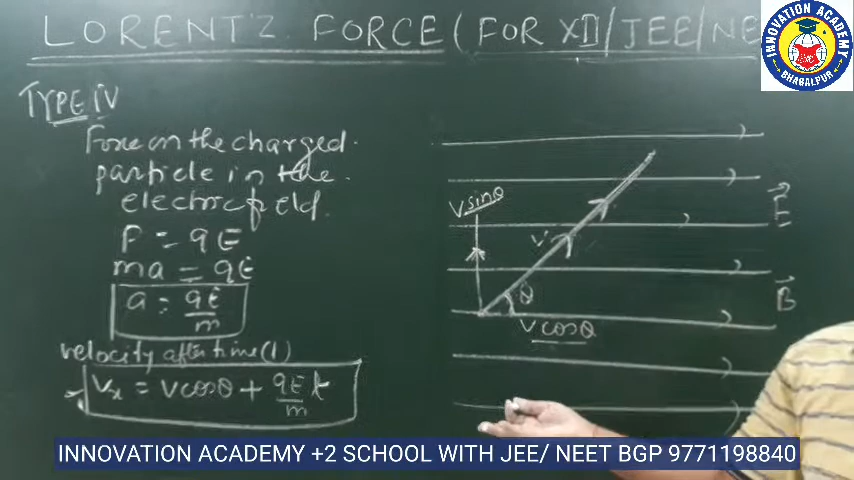 LORENT'Z FORCE (FOR XII/JEE/NE
INNOVATION ACADEMY
BHAGALPUR
TYPE IV
Force on the charged
particle in the
electric field.
F = qE
ma = qE
a = qE/m
velocity after time (t)
Vx = Vcosθ + qE/m t
Vsinθ
V
θ
Vcosθ
E
B
INNOVATION ACADEMY +2 SCHOOL WITH JEE/ NEET BGP 9771198840